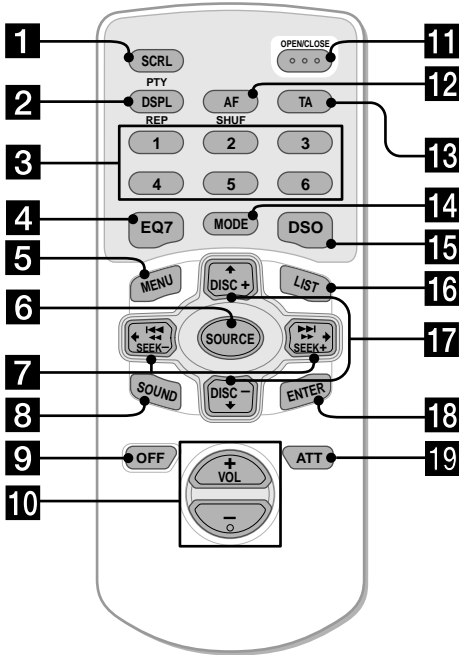 1 SCRL OPEN/CLOSE 11
PTY
2 DSPL AF TA 12
REP SHUF
3 1 2 3 13
4 5 6
4 EQ7 MODE DSO 14
15
5 MENU DISC + LIST 16
6 SOURCE 17
7 SEEK– SEEK+
8 SOUND DISC – ENTER 18
9 OFF ATT 19
10 + VOL –